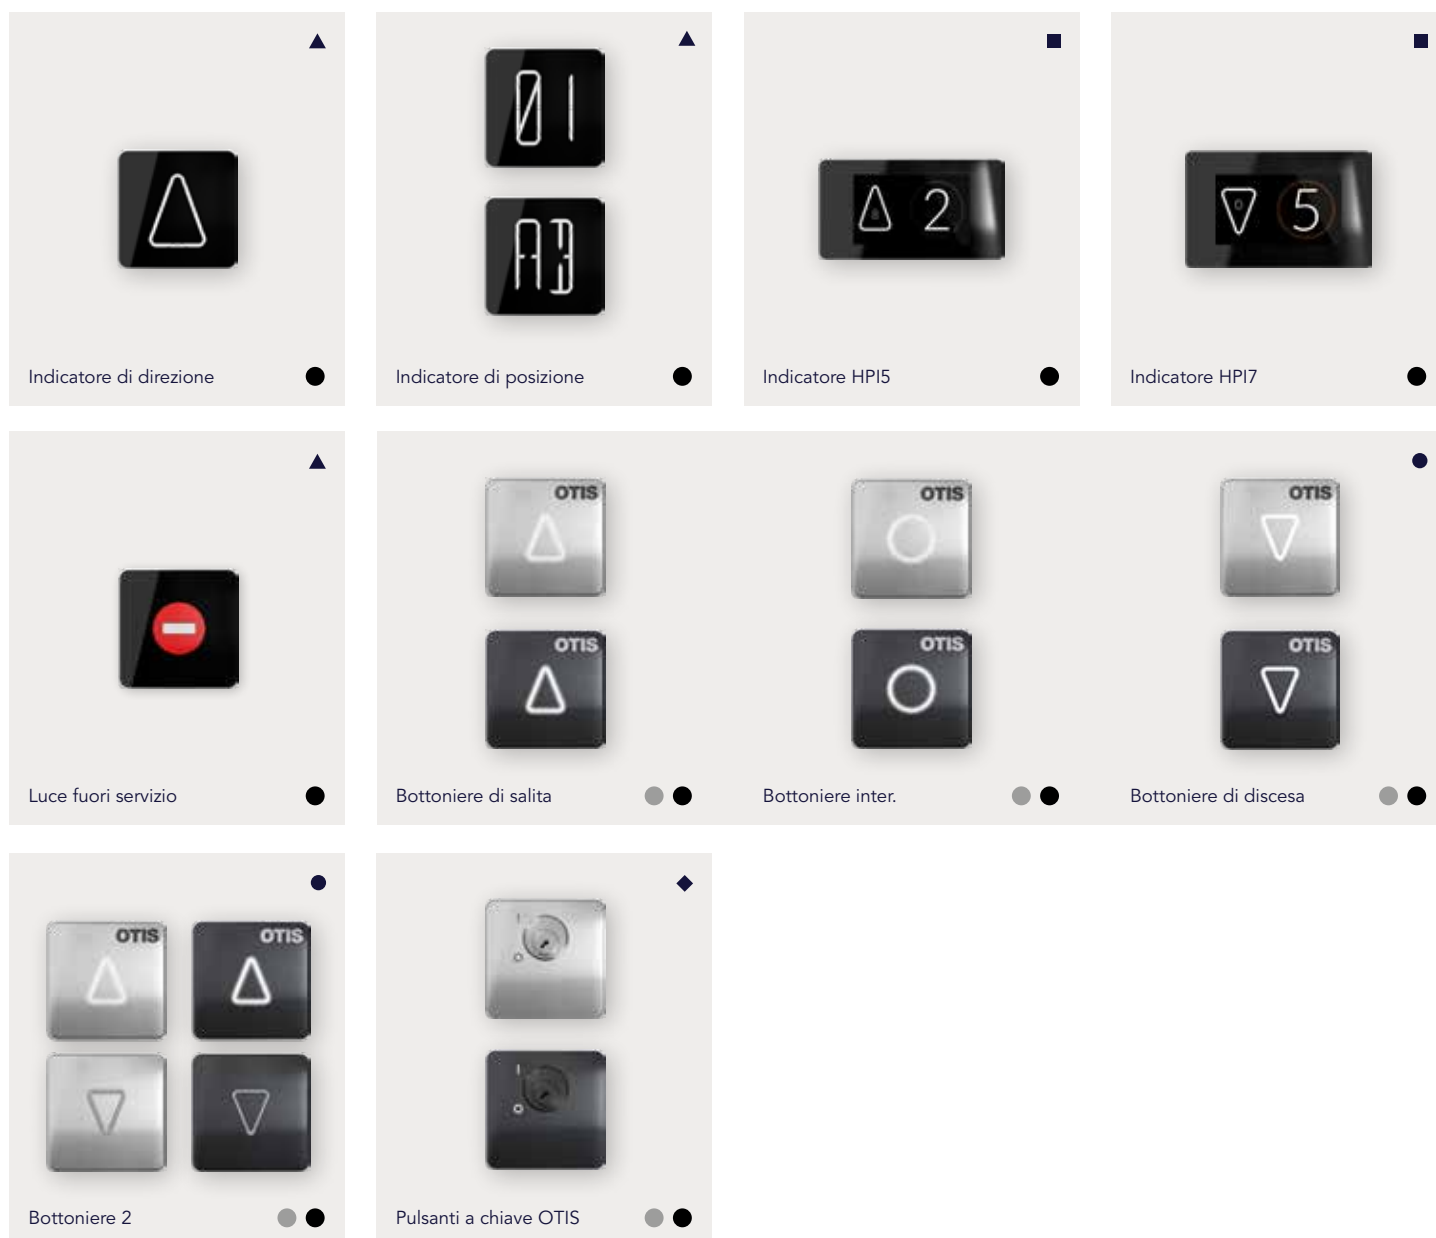 01
A3
2
5
Indicatore di direzione
Indicatore di posizione
Indicatore HPI5
Indicatore HPI7
OTIS
OTIS
OTIS
OTIS
OTIS
OTIS
Luce fuori servizio
Bottoniere di salita
Bottoniere inter.
Bottoniere di discesa
OTIS
OTIS
Bottoniere 2
Pulsanti a chiave OTIS